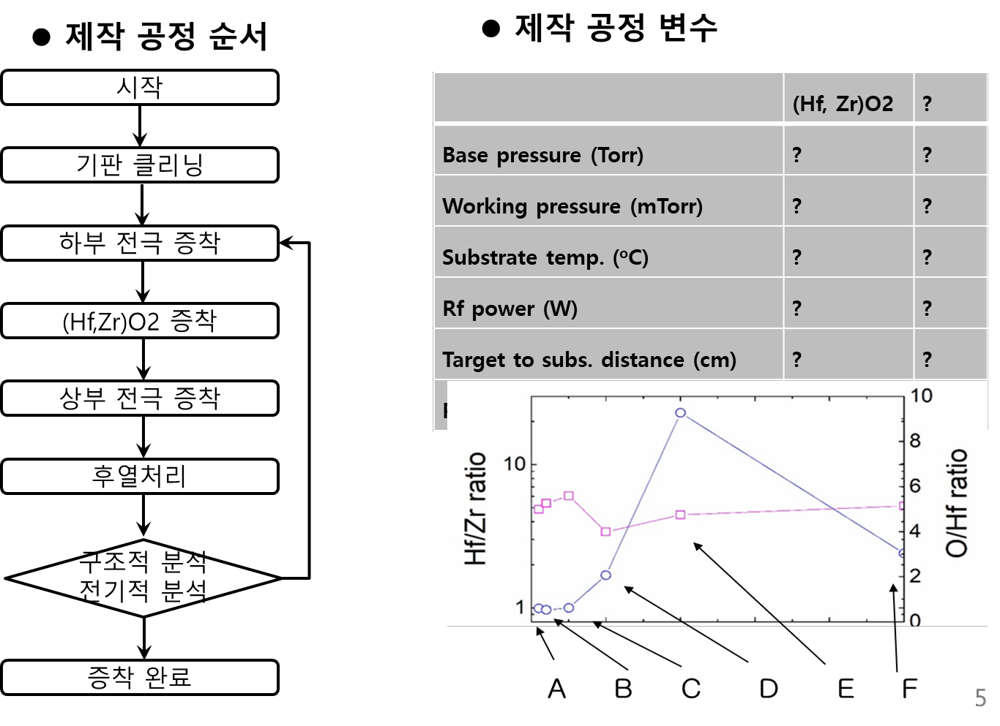 ● 제작 공정 순서
시작
기판 클리닝
하부 전극 증착
(Hf,Zr)O2 증착
상부 전극 증착
후열처리
구조적 분석
전기적 분석
증착 완료
● 제작 공정 변수
(Hf, Zr)O2 ?
Base pressure (Torr) ? ?
Working pressure (mTorr) ? ?
Substrate temp. (ºC) ? ?
Rf power (W) ? ?
Target to subs. distance (cm) ? ?
Hf/Zr ratio
10
1
10
8
6
4
2
0
O/Hf ratio
A B C D E F
5